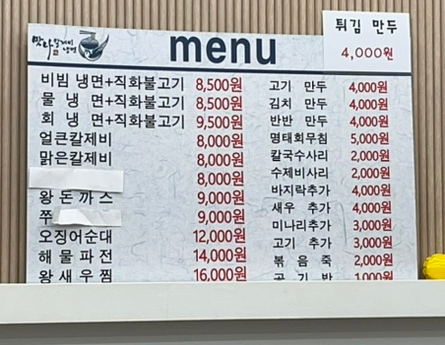 튀김 만두
4,000원
menu
비빔 냉면+직화불고기 8,500원
물 냉 면+직화불고기 8,500원
회 냉 면+직화불고기 9,500원
얼큰칼제비 8,000원
맑은칼제비 8,000원
8,000원
왕 돈 까 스 9,000원
쭈 9,000원
오징어순대 12,000원
해 물 파 전 14,000원
왕 새 우 찜 16,000원
고기 만두 4,000원
김치 만두 4,000원
반반 만두 4,000원
명태회무침 5,000원
칼국수사리 2,000원
수제비사리 2,000원
바지락추가 4,000원
새우 추가 4,000원
미나리추가 3,000원
고기 추가 3,000원
볶 음 죽 2,000원
공 기 밥 1,000원